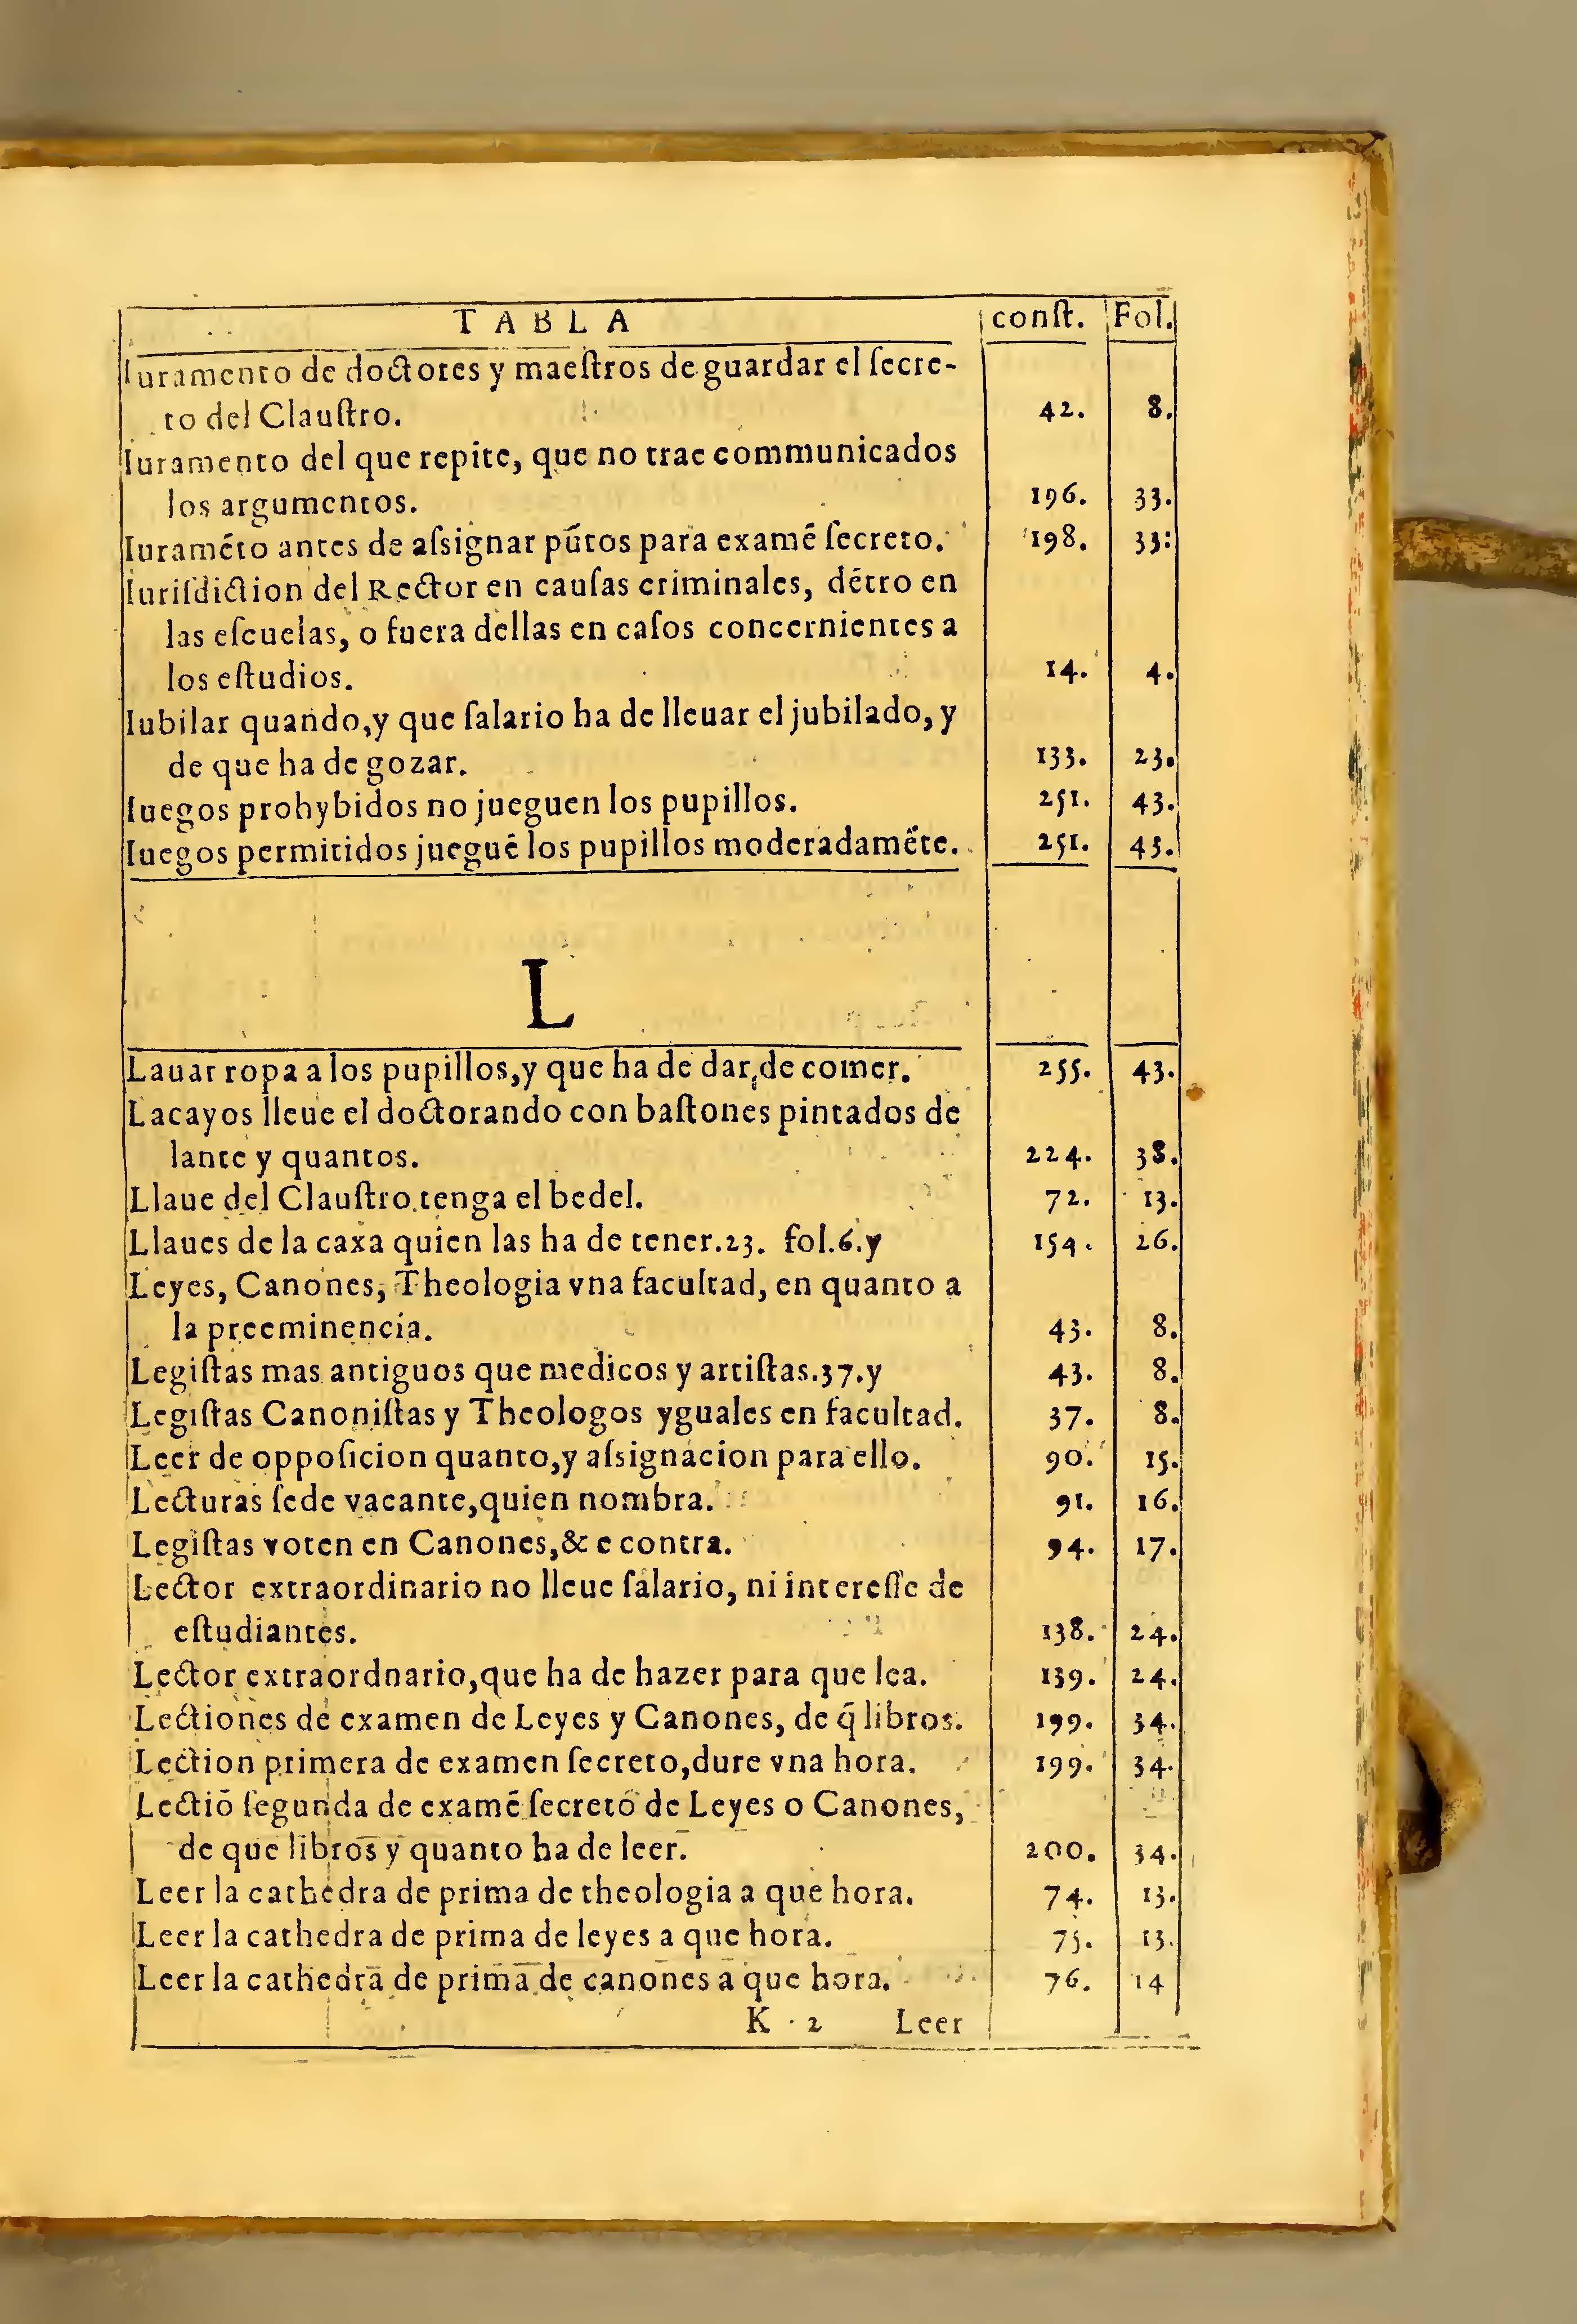 TABLA const. Fol.
Iuramento de doctores y maeſtros de guardar el ſecre-
to del Clauſtro. 42. 8.
Iuramento del que repite, que no trae communicados
los argumentos. 196. 33.
Iuramēto antes de aſsignar pūtos para examē ſecreto. 198. 33:
Iuriſdiction del Rector en cauſas criminales, dētro en
las eſcuelas, o fuera dellas en caſos concernientes a
los eſtudios. 14. 4.
Iubilar quando,y que ſalario ha de lleuar el jubilado, y
de que ha de gozar. 133. 23.
Iuegos prohybidos no jueguen los pupillos. 251. 43.
Iuegos permitidos jueguē los pupillos moderadamēte. 251. 43.
L
Lauar ropa a los pupillos,y que ha de dar,de comer. 255. 43.
Lacayos lleue el doctorando con baſtones pintados de
lante y quantos. 224. 38.
Llaue del Clauſtro tenga el bedel. 72. 13.
Llaues de la caxa quien las ha de tener.23. fol.6.y 154. 26.
Leyes, Canones, Theologia vna facultad, en quanto a
la preeminencia. 43. 8.
Legiſtas mas antiguos que medicos y artiſtas.37.y 43. 8.
Legiſtas Canoniſtas y Theologos yguales en facultad. 37. 8.
Leer de oppoſicion quanto,y aſsignacion para ello. 90. 15.
Lecturas ſede vacante,quien nombra. 91. 16.
Legiſtas voten en Canones,& e contra. 94. 17.
Lector extraordinario no lleue ſalario, ni intereſſe de
eſtudiantes. 138. 24.
Lector extraordnario,que ha de hazer para que lea. 139. 24.
Lectiones de examen de Leyes y Canones, de q̄ libros. 199. 34.
Lection primera de examen ſecreto,dure vna hora. 199. 34.
Lectiō ſegunda de examē ſecreto de Leyes o Canones,
de que libros y quanto ha de leer. 200. 34.
Leer la cathedra de prima de theologia a que hora. 74. 13.
Leer la cathedra de prima de leyes a que hora. 75. 13.
Leer la cathedra de prima de canones a que hora. 76. 14
K 2 Leer